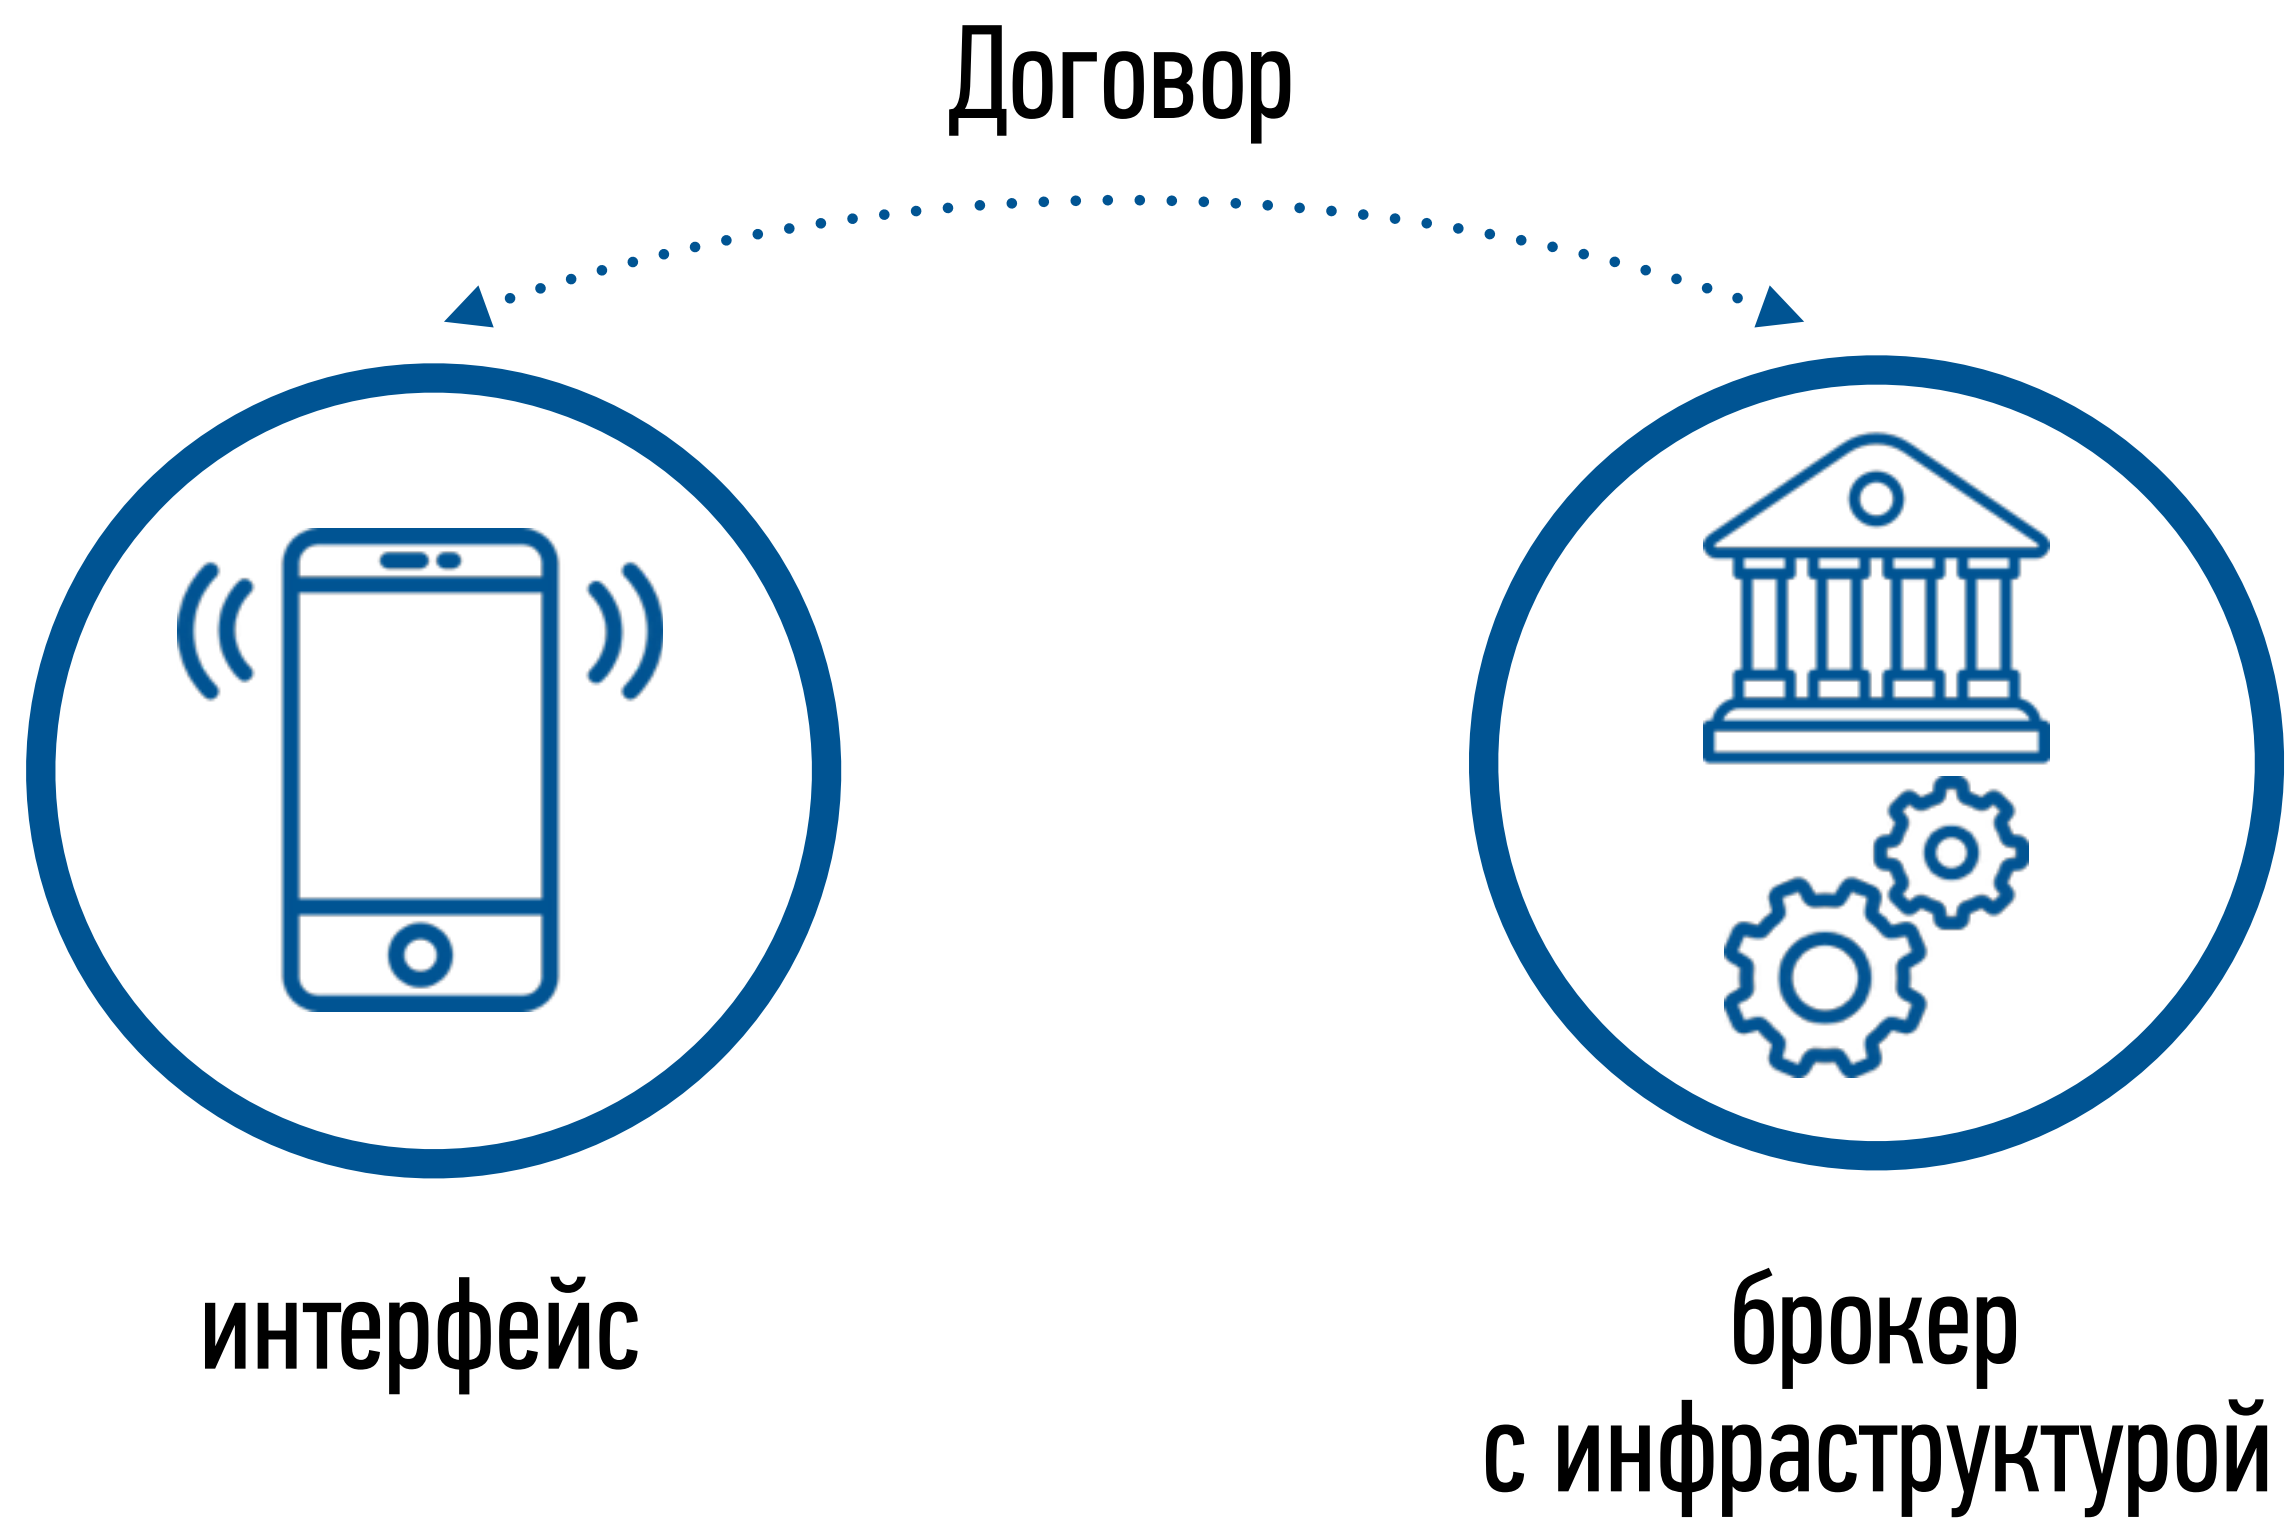 Договор
интерфейс
брокер
с инфраструктурой